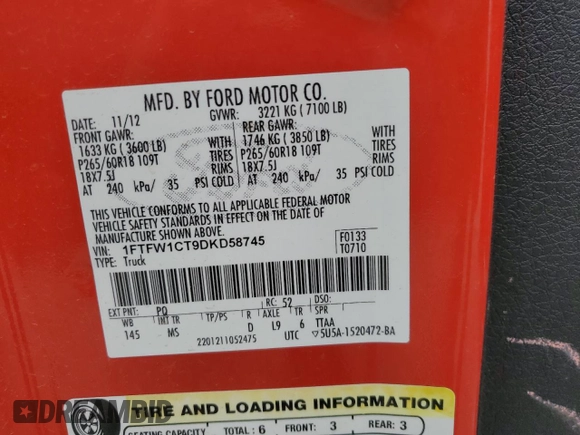 MFD. BY FORD MOTOR CO.
DATE: 11/12 GVWR: 3221 KG ( 7100 LB)
FRONT GAWR: REAR GAWR:
1633 KG ( 3600 LB) WITH 1746 KG ( 3850 LB) WITH
P265/60R18 109T TIRES P265/60R18 109T TIRES
18X7.5J RIMS 18X7.5J RIMS
AT 240 kPa/ 35 PSI COLD AT 240 kPa/ 35 PSI COLD
THIS VEHICLE CONFORMS TO ALL APPLICABLE FEDERAL MOTOR
VEHICLE SAFETY STANDARDS IN EFFECT ON THE DATE OF
MANUFACTURE SHOWN ABOVE.
VIN: 1FTFW1CT9DKD58745 F0133
TYPE: Truck T0710
EXT PNT: PQ RC: 52 DSO:
WB INT TR TP/PS R AXLE TR SPR
145 MS D L9 6 TTAA
2201211052475 UTC ▽5U5A-1520472-BA
TIRE AND LOADING INFORMATION
SEATING CAPACITY TOTAL: 6 FRONT: 3 REAR: 3
DREAMBID